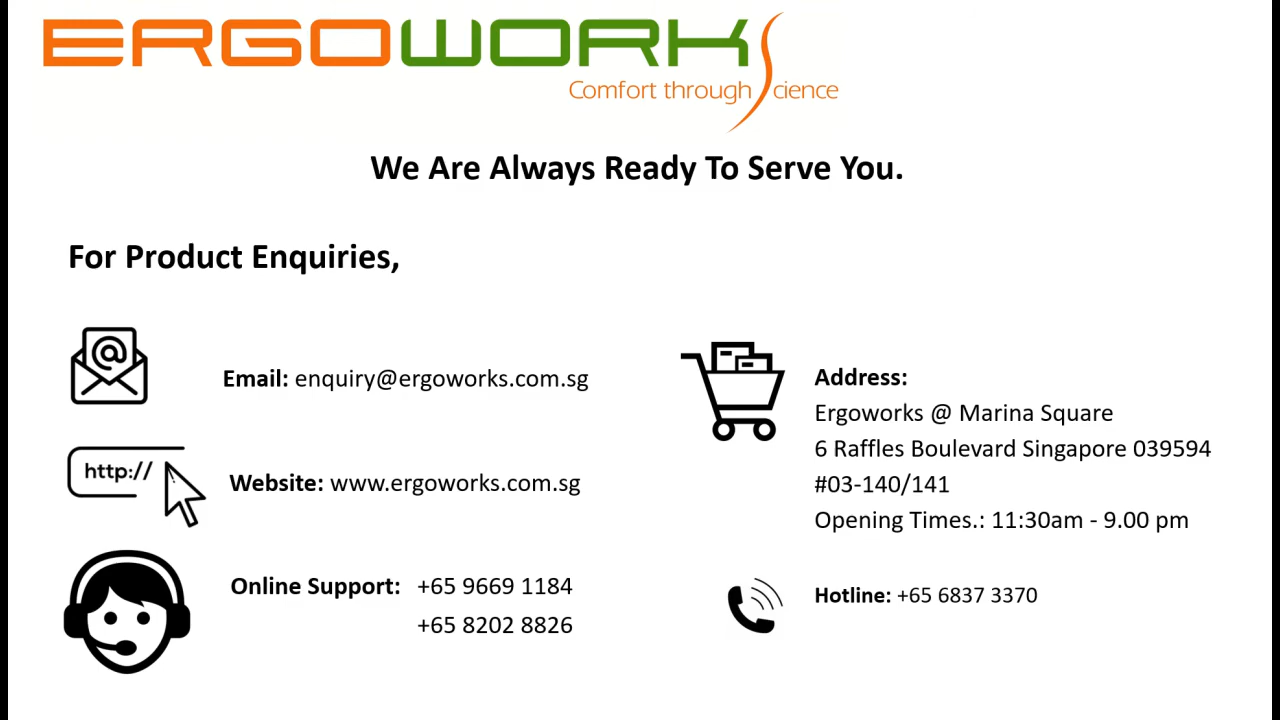 ERGOWORKS
Comfort through Science
We Are Always Ready To Serve You.
For Product Enquiries,
Email: enquiry@ergoworks.com.sg
http://
Website: www.ergoworks.com.sg
Online Support: +65 9669 1184
+65 8202 8826
Address:
Ergoworks @ Marina Square
6 Raffles Boulevard Singapore 039594
#03-140/141
Opening Times.: 11:30am - 9.00 pm
Hotline: +65 6837 3370